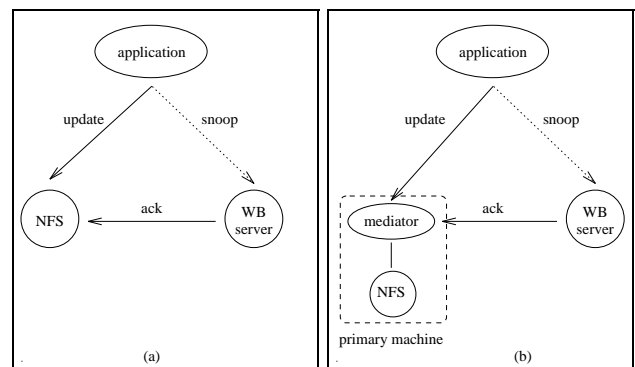 application
update
snoop
NFS
ack
WB
server
(a)
application
update
snoop
mediator
ack
WB
server
NFS
primary machine
(b)